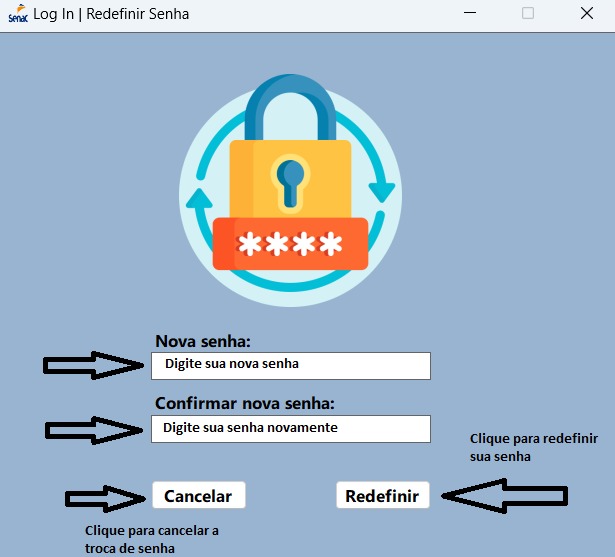 Senac Log In | Redefinir Senha
****
Nova senha:
Digite sua nova senha
Confirmar nova senha:
Digite sua senha novamente
Clique para redefinir
sua senha
Cancelar
Redefinir
Clique para cancelar a
troca de senha